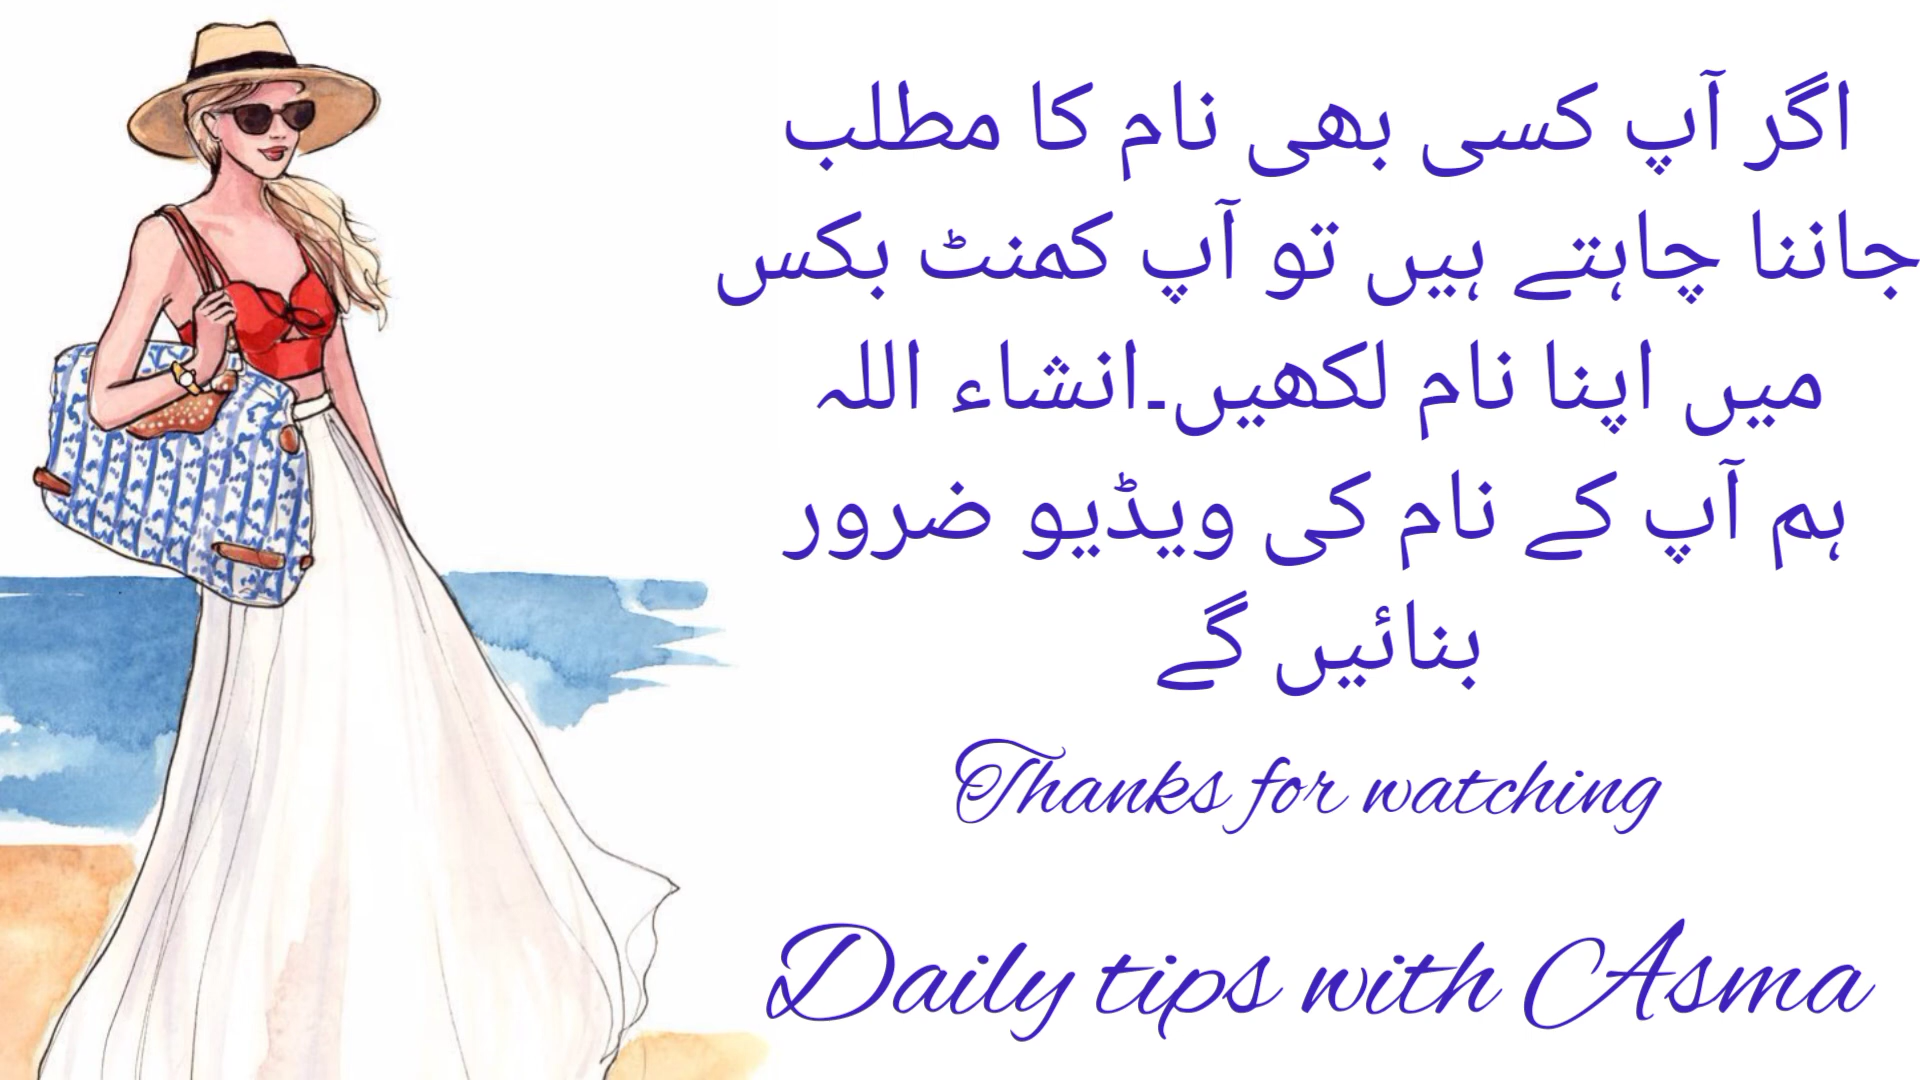 اگر آپ کسی بھی نام کا مطلب
جاننا چاہتے ہیں تو آپ کمنٹ بکس
میں اپنا نام لکھیں۔انشاء اللہ
ہم آپ کے نام کی ویڈیو ضرور
بنائیں گے
Thanks for watching
Daily tips with Asma